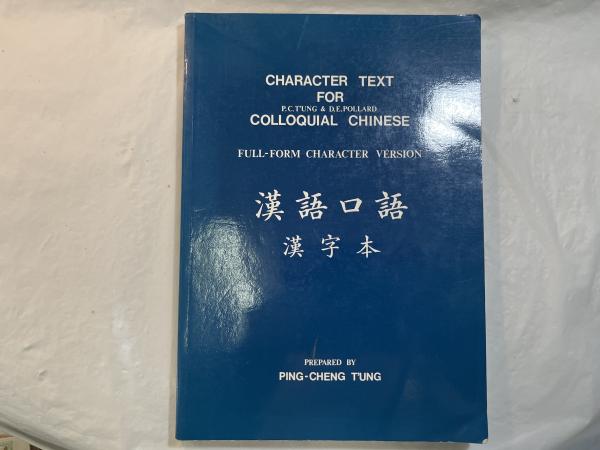 CHARACTER TEXT
FOR
P.C.T'UNG & D.E.POLLARD
COLLOQUIAL CHINESE
FULL-FORM CHARACTER VERSION
漢語口語
漢字本
PREPARED BY
PING-CHENG T'UNG